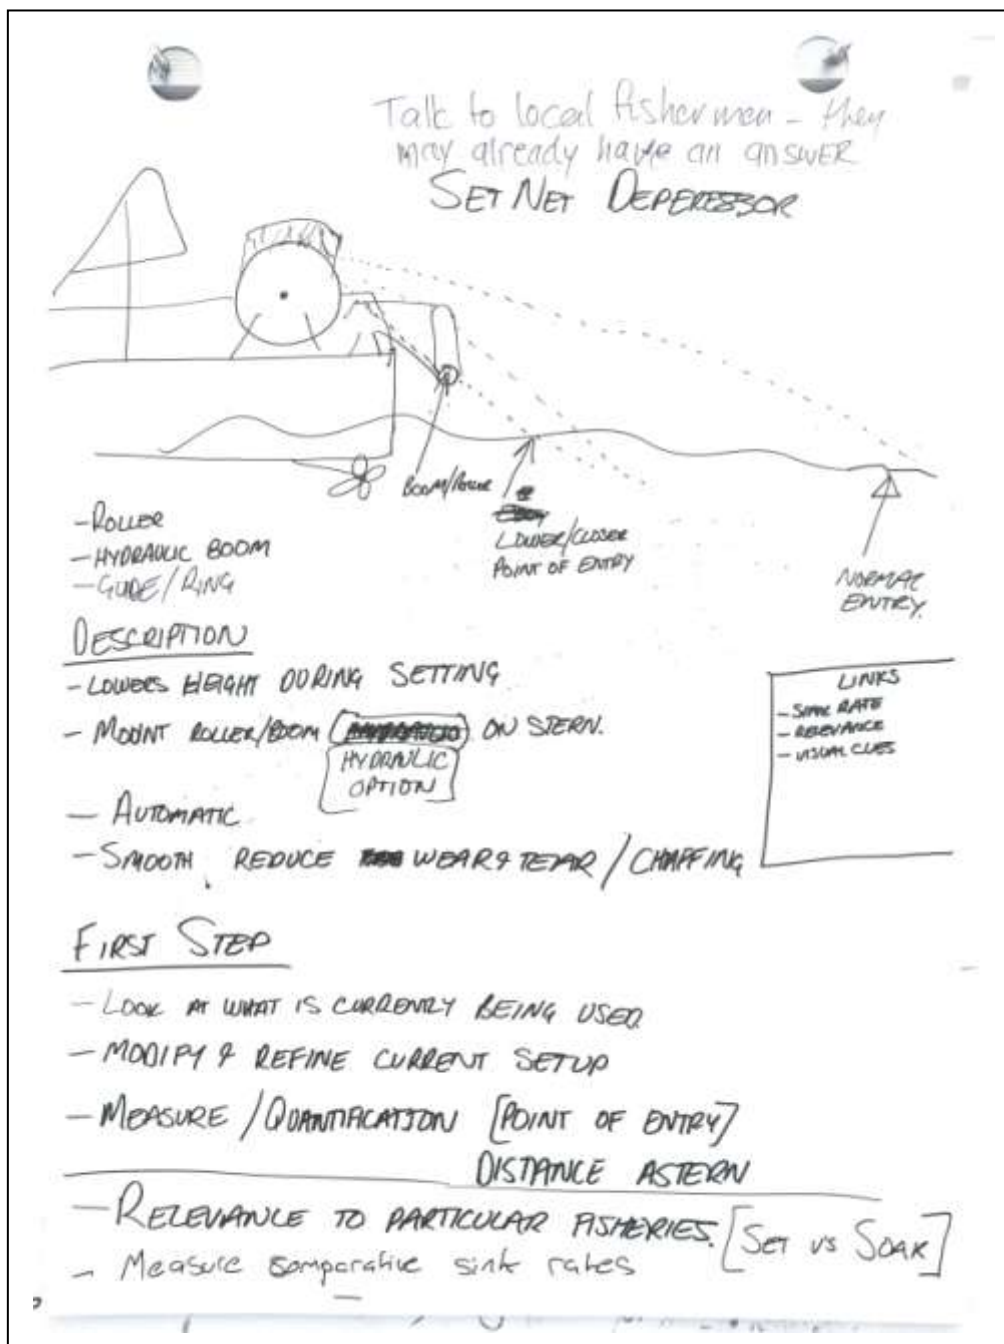 Talk to local fishermen - they
may already have an answer
SET NET DEPERESSOR
BOOM/ROLLER
LOWER/CLOSER
POINT OF ENTRY
NORMAL
ENTRY.
- ROLLER
- HYDRAULIC BOOM
- GUIDE/RING
DESCRIPTION
- LOWERS HEIGHT DURING SETTING
- MOUNT ROLLER/BOOM ON STERN.
HYDRAULIC
OPTION
- AUTOMATIC
- SMOOTH, REDUCE WEAR & TEAR / CHAFFING
LINKS
- SINK RATE
- RELEVANCE
- VISUAL CUES
FIRST STEP
- LOOK AT WHAT IS CURRENTLY BEING USED
- MODIFY & REFINE CURRENT SETUP
- MEASURE / QUANTIFICATION [POINT OF ENTRY]
DISTANCE ASTERN
- RELEVANCE TO PARTICULAR FISHERIES. [SET VS SOAK]
- Measure comparative sink rates